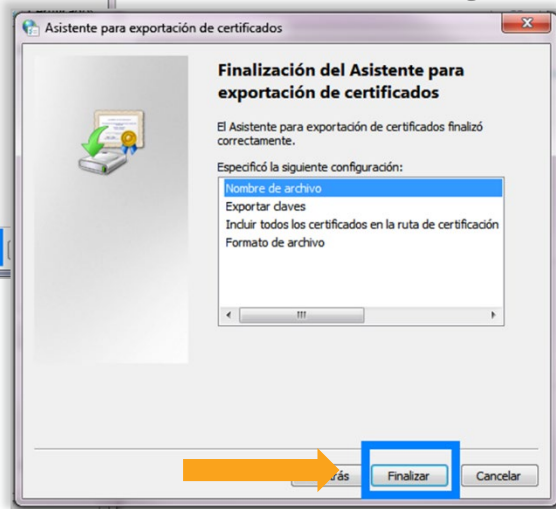 Asistente para exportación de certificados
Finalización del Asistente para
exportación de certificados
El Asistente para exportación de certificados finalizó
correctamente.
Especificó la siguiente configuración:
Nombre de archivo
Exportar claves
Incluir todos los certificados en la ruta de certificación
Formato de archivo
Finalizar Cancelar